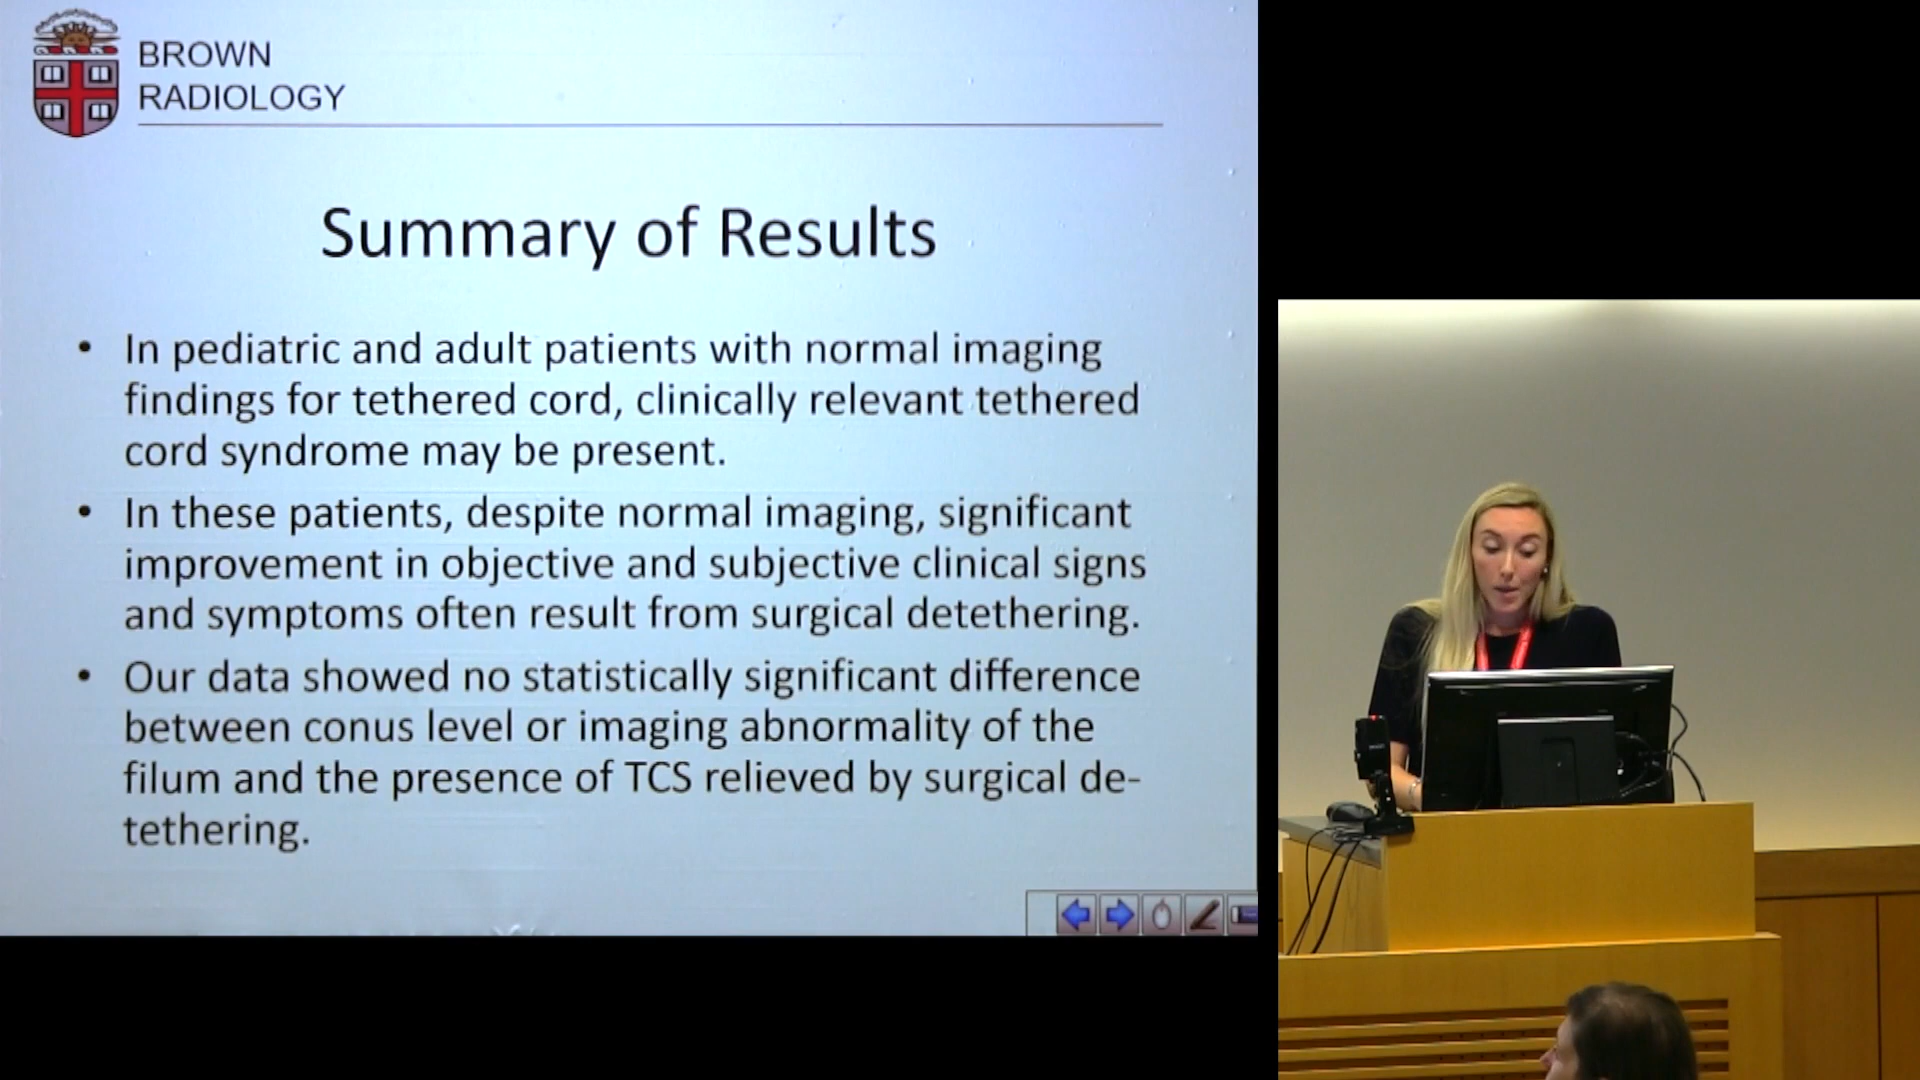 BROWN
RADIOLOGY
Summary of Results
• In pediatric and adult patients with normal imaging
findings for tethered cord, clinically relevant tethered
cord syndrome may be present.
• In these patients, despite normal imaging, significant
improvement in objective and subjective clinical signs
and symptoms often result from surgical detethering.
• Our data showed no statistically significant difference
between conus level or imaging abnormality of the
filum and the presence of TCS relieved by surgical de-
tethering.